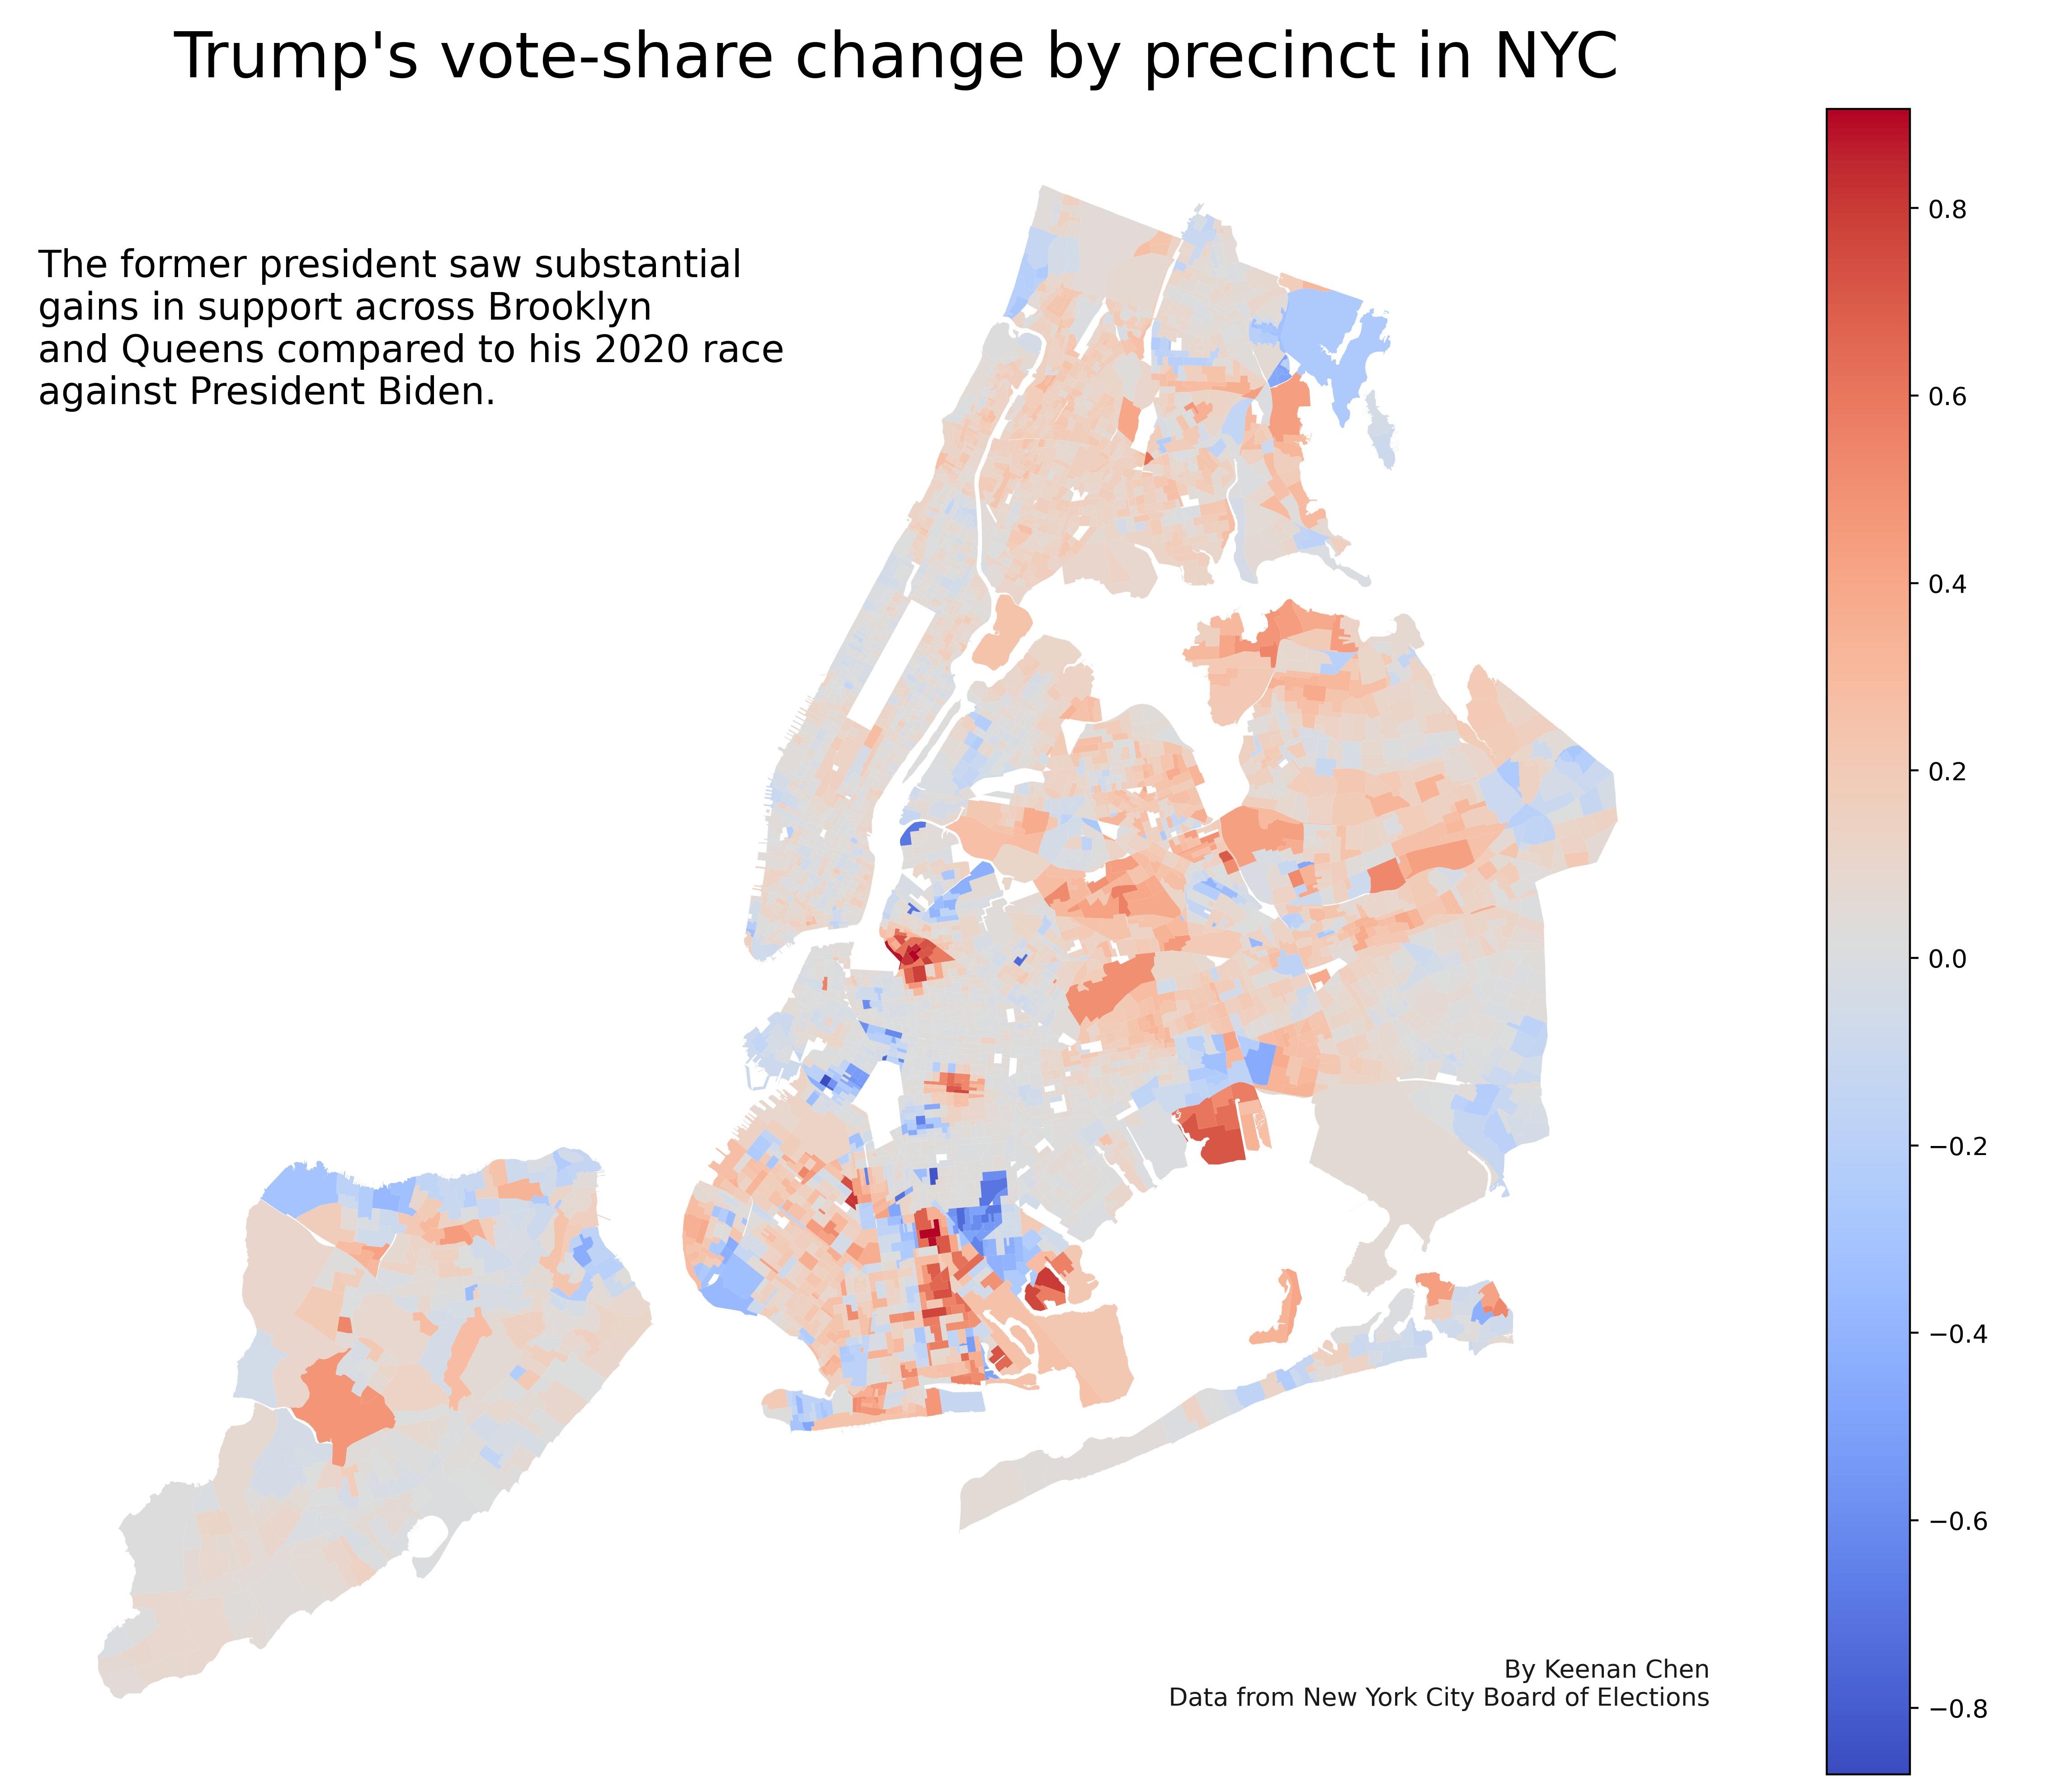 Trump's vote-share change by precinct in NYC
The former president saw substantial
gains in support across Brooklyn
and Queens compared to his 2020 race
against President Biden.
0.8
0.6
0.4
0.2
0.0
−0.2
−0.4
−0.6
−0.8
By Keenan Chen
Data from New York City Board of Elections